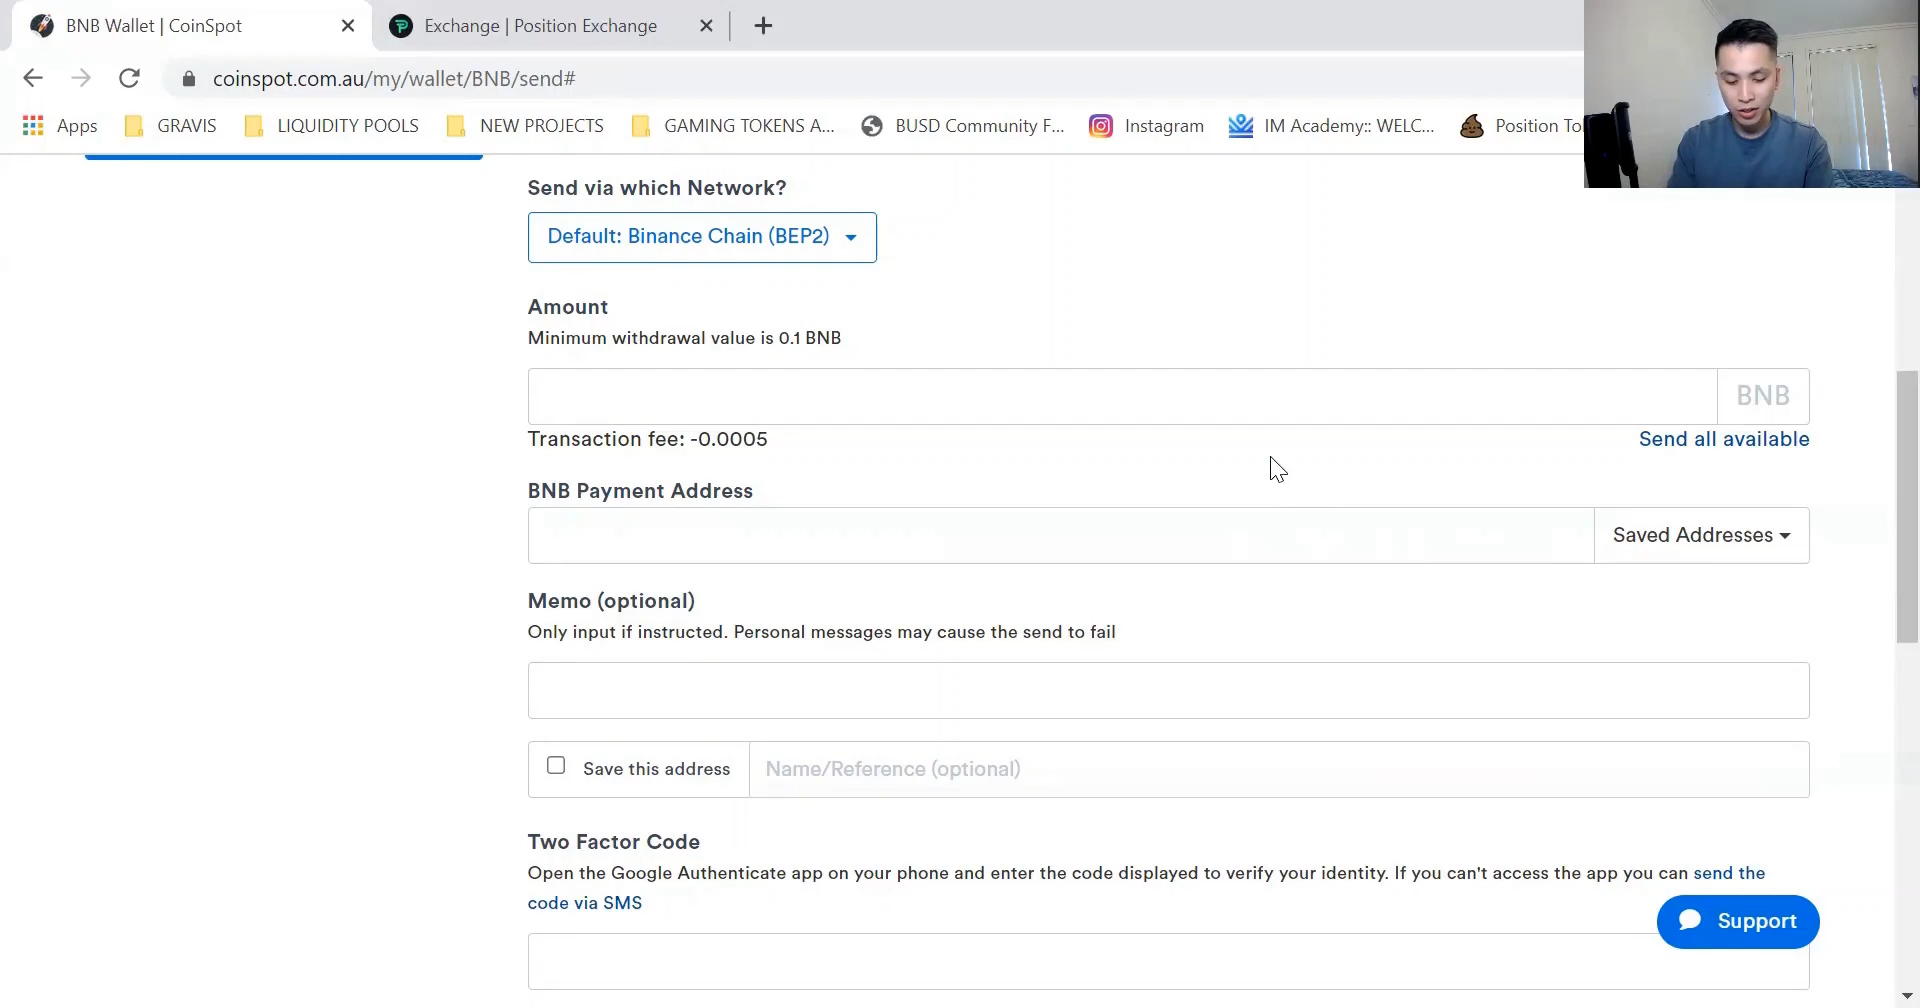 BNB Wallet | CoinSpot
Exchange | Position Exchange
coinspot.com.au/my/wallet/BNB/send#
Apps GRAVIS LIQUIDITY POOLS NEW PROJECTS GAMING TOKENS A... BUSD Community F... Instagram IM Academy:: WELC... Position To
Send via which Network?
Default: Binance Chain (BEP2)
Amount
Minimum withdrawal value is 0.1 BNB
BNB
Transaction fee: -0.0005
Send all available
BNB Payment Address
Saved Addresses
Memo (optional)
Only input if instructed. Personal messages may cause the send to fail
Save this address
Name/Reference (optional)
Two Factor Code
Open the Google Authenticate app on your phone and enter the code displayed to verify your identity. If you can't access the app you can send the
code via SMS
Support